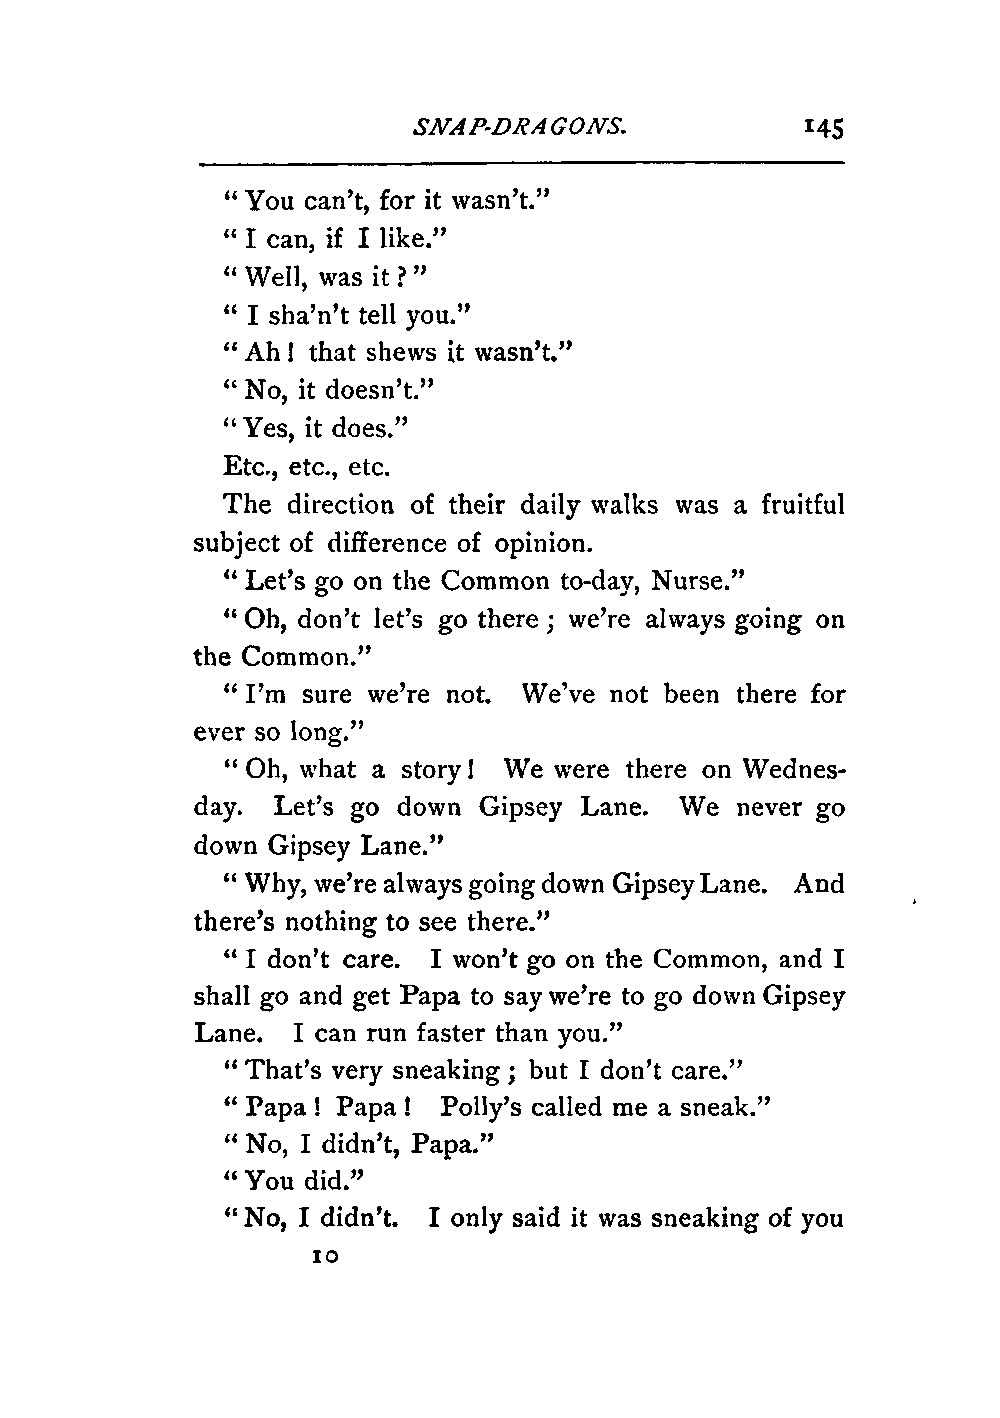 SNAP-DRAGONS. 145
“You can’t, for it wasn’t.”
“I can, if I like.”
“Well, was it?”
“I sha’n’t tell you.”
“Ah! that shews it wasn’t.”
“No, it doesn’t.”
“Yes, it does.”
Etc., etc., etc.
The direction of their daily walks was a fruitful
subject of difference of opinion.
“Let’s go on the Common to-day, Nurse.”
“Oh, don’t let’s go there; we’re always going on
the Common.”
“I’m sure we’re not. We’ve not been there for
ever so long.”
“Oh, what a story! We were there on Wednes-
day. Let’s go down Gipsey Lane. We never go
down Gipsey Lane.”
“Why, we’re always going down Gipsey Lane. And
there’s nothing to see there.”
“I don’t care. I won’t go on the Common, and I
shall go and get Papa to say we’re to go down Gipsey
Lane. I can run faster than you.”
“That’s very sneaking; but I don’t care.”
“Papa! Papa! Polly’s called me a sneak.”
“No, I didn’t, Papa.”
“You did.”
“No, I didn’t. I only said it was sneaking of you
10